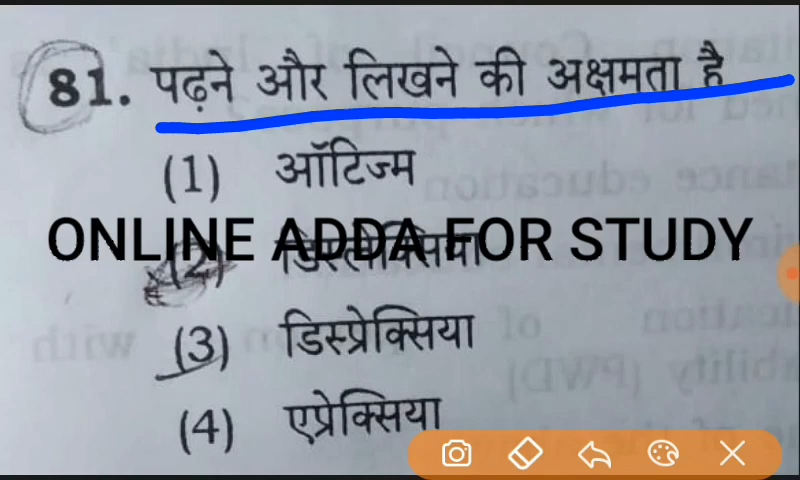 81. पढ़ने और लिखने की अक्षमता है
(1) ऑटिज्म
ONLINE ADDA FOR STUDY
(2) डिस्लेक्सिया
(3) डिस्प्रेक्सिया
(4) एप्रेक्सिया